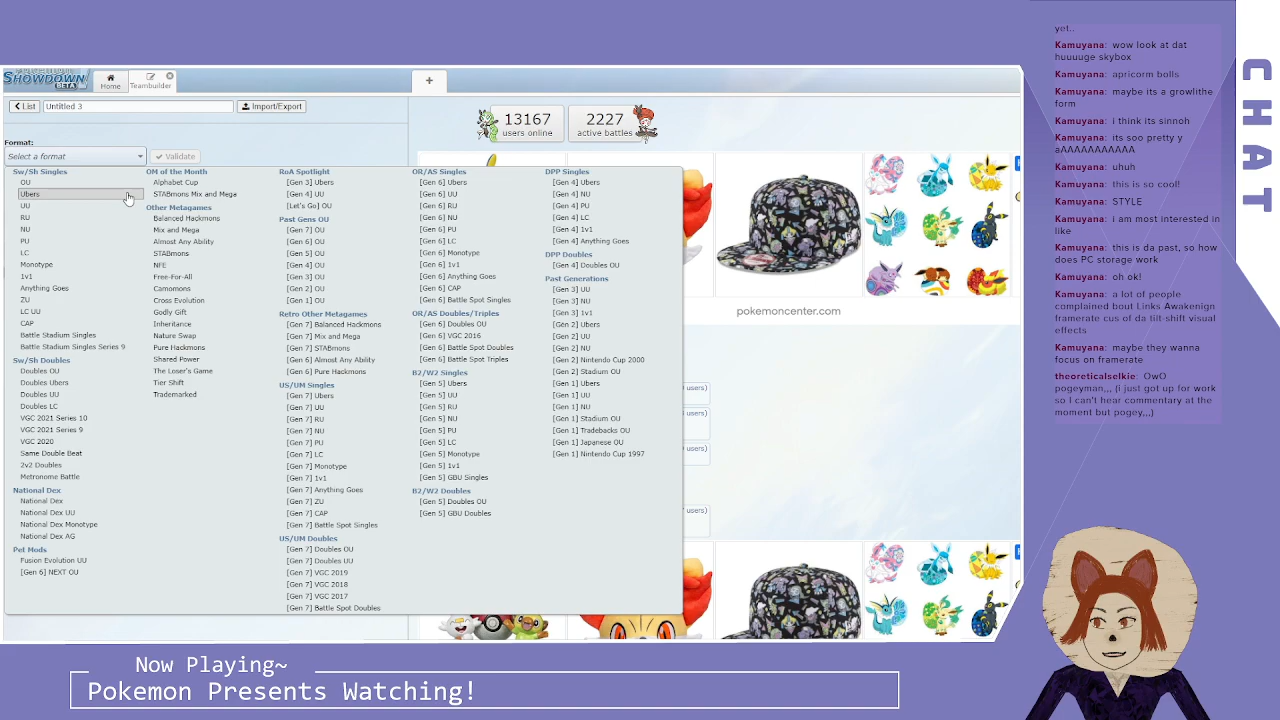 SHOWDOWN
BETA
Home
Teambuilder
+
List
Untitled 3
Import/Export
Format:
Select a format
Validate
13167
users online
2227
active battles
Sw/Sh Singles
OU
Ubers
UU
RU
NU
PU
LC
Monotype
1v1
Anything Goes
ZU
LC UU
CAP
Battle Stadium Singles
Battle Stadium Singles Series 9
Sw/Sh Doubles
Doubles OU
Doubles Ubers
Doubles UU
Doubles LC
VGC 2021 Series 10
VGC 2021 Series 9
VGC 2020
Same Double Beat
2v2 Doubles
Metronome Battle
National Dex
National Dex
National Dex UU
National Dex Monotype
National Dex AG
Pet Mods
Fusion Evolution UU
[Gen 6] NEXT OU
OM of the Month
Alphabet Cup
STABmons Mix and Mega
Other Metagames
Balanced Hackmons
Mix and Mega
Almost Any Ability
STABmons
NFE
Free-For-All
Camomons
Cross Evolution
Godly Gift
Inheritance
Nature Swap
Pure Hackmons
Shared Power
The Loser's Game
Tier Shift
Trademarked
RoA Spotlight
[Gen 3] Ubers
[Gen 4] UU
[Let's Go] OU
Past Gens OU
[Gen 7] OU
[Gen 6] OU
[Gen 5] OU
[Gen 4] OU
[Gen 3] OU
[Gen 2] OU
[Gen 1] OU
Retro Other Metagames
[Gen 7] Balanced Hackmons
[Gen 7] Mix and Mega
[Gen 7] STABmons
[Gen 6] Almost Any Ability
[Gen 6] Pure Hackmons
US/UM Singles
[Gen 7] Ubers
[Gen 7] UU
[Gen 7] RU
[Gen 7] NU
[Gen 7] PU
[Gen 7] LC
[Gen 7] Monotype
[Gen 7] 1v1
[Gen 7] Anything Goes
[Gen 7] ZU
[Gen 7] CAP
[Gen 7] Battle Spot Singles
US/UM Doubles
[Gen 7] Doubles OU
[Gen 7] Doubles UU
[Gen 7] VGC 2019
[Gen 7] VGC 2018
[Gen 7] VGC 2017
[Gen 7] Battle Spot Doubles
OR/AS Singles
[Gen 6] Ubers
[Gen 6] UU
[Gen 6] RU
[Gen 6] NU
[Gen 6] PU
[Gen 6] LC
[Gen 6] Monotype
[Gen 6] 1v1
[Gen 6] Anything Goes
[Gen 6] CAP
[Gen 6] Battle Spot Singles
OR/AS Doubles/Triples
[Gen 6] Doubles OU
[Gen 6] VGC 2016
[Gen 6] Battle Spot Doubles
[Gen 6] Battle Spot Triples
B2/W2 Singles
[Gen 5] Ubers
[Gen 5] UU
[Gen 5] RU
[Gen 5] NU
[Gen 5] PU
[Gen 5] LC
[Gen 5] Monotype
[Gen 5] 1v1
[Gen 5] GBU Singles
B2/W2 Doubles
[Gen 5] Doubles OU
[Gen 5] GBU Doubles
DPP Singles
[Gen 4] Ubers
[Gen 4] NU
[Gen 4] PU
[Gen 4] LC
[Gen 4] 1v1
[Gen 4] Anything Goes
DPP Doubles
[Gen 4] Doubles OU
Past Generations
[Gen 3] UU
[Gen 3] NU
[Gen 3] 1v1
[Gen 2] Ubers
[Gen 2] UU
[Gen 2] NU
[Gen 2] Nintendo Cup 2000
[Gen 2] Stadium OU
[Gen 1] Ubers
[Gen 1] UU
[Gen 1] NU
[Gen 1] Stadium OU
[Gen 1] Tradebacks OU
[Gen 1] Japanese OU
[Gen 1] Nintendo Cup 1997
pokemoncenter.com
users)
users)
users)
users)
yet..
Kamuyana: wow look at dat
huuuuge skybox
Kamuyana: apricorm bolls
Kamuyana: maybe its a growlithe
form
Kamuyana: i think its sinnoh
Kamuyana: its soo pretty y
aAAAAAAAAAAA
Kamuyana: uhuh
Kamuyana: this is so cool!
Kamuyana: STYLE
Kamuyana: i am most interested in
like
Kamuyana: this is da past, so how
does PC storage work
Kamuyana: oh ok!
Kamuyana: a lot of people
complained bout Links Awakenign
framerate cus of da tilt-shift visual
effects
Kamuyana: maybe they wanna
focus on framerate
theoreticalselkie: OwO
pogeyman,,, (i just got up for work
so I can't hear commentary at the
moment but pogey,,,)
CHAT
Now Playing~
Pokemon Presents Watching!